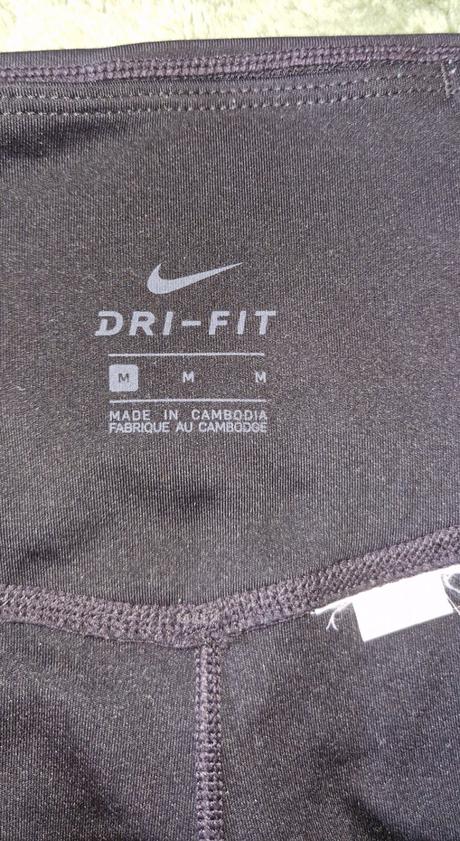 DRI-FIT
M M M
MADE IN CAMBODIA
FABRIQUE AU CAMBODGE